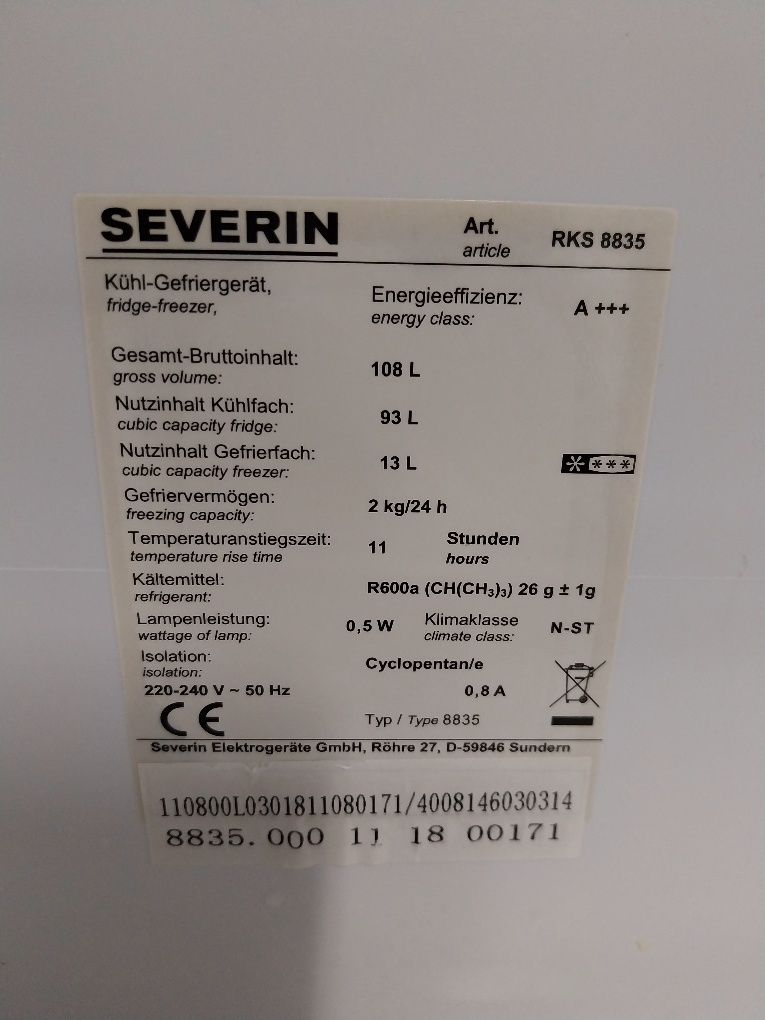 SEVERIN Art. RKS 8835
article
Kühl-Gefriergerät, Energieeffizienz: A +++
fridge-freezer, energy class:
Gesamt-Bruttoinhalt: 108 L
gross volume:
Nutzinhalt Kühlfach: 93 L
cubic capacity fridge:
Nutzinhalt Gefrierfach: 13 L
cubic capacity freezer:
Gefriervermögen: 2 kg/24 h
freezing capacity:
Temperaturanstiegszeit: 11 Stunden
temperature rise time hours
Kältemittel: R600a (CH(CH₃)₃) 26 g ± 1g
refrigerant:
Lampenleistung: 0,5 W Klimaklasse N-ST
wattage of lamp: climate class:
Isolation: Cyclopentan/e
isolation:
220-240 V ~ 50 Hz 0,8 A
CE Typ / Type 8835
Severin Elektrogeräte GmbH, Röhre 27, D-59846 Sundern
110800L0301811080171/4008146030314
8835.000 11 18 00171